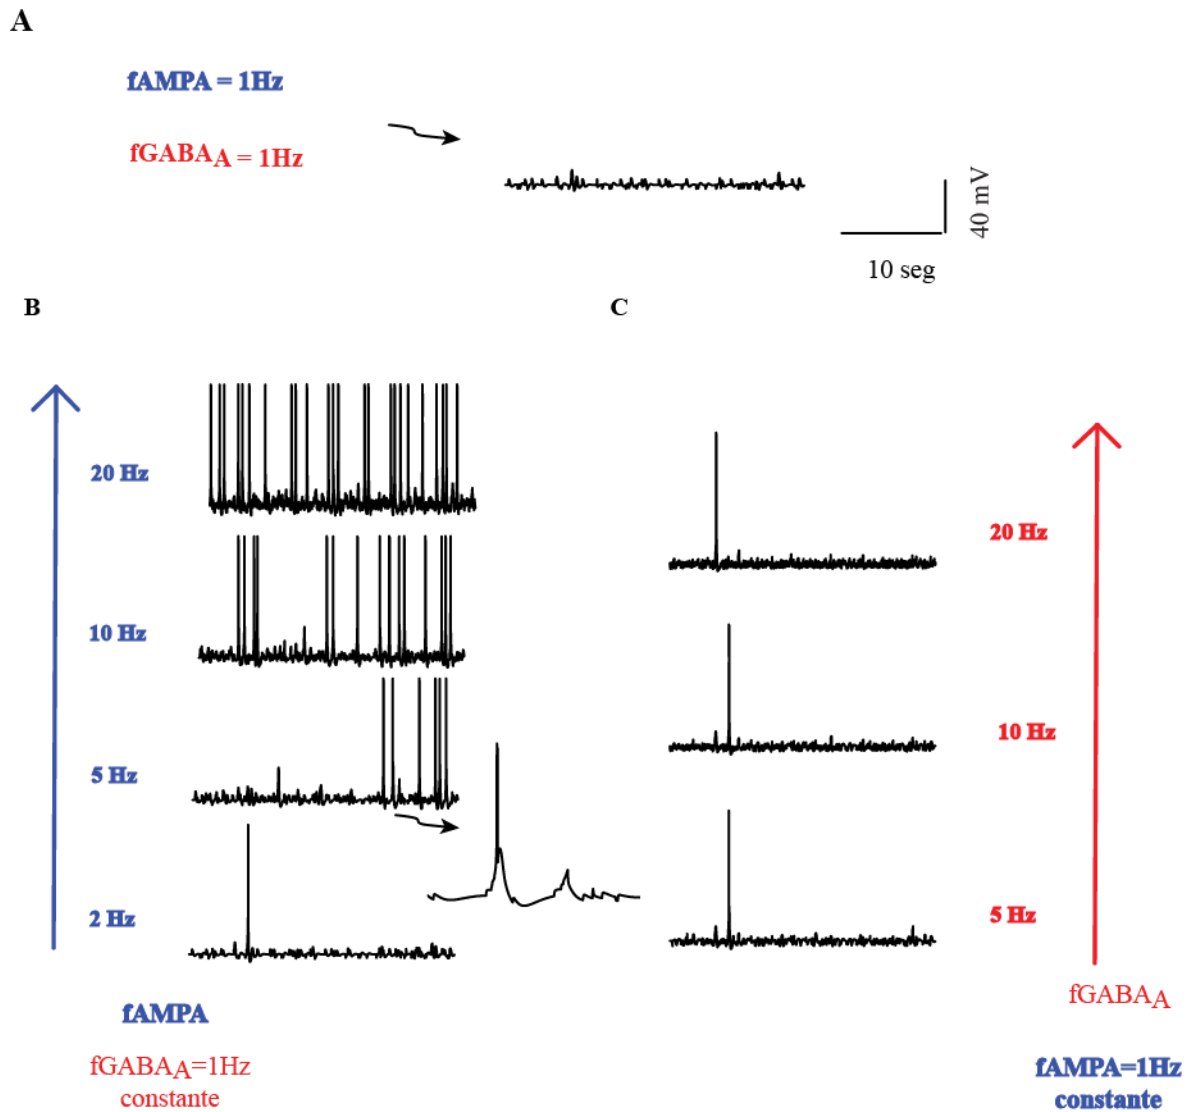 A
fAMPA = 1Hz
fGABAA = 1Hz
40 mV
10 seg
B
C
20 Hz
10 Hz
5 Hz
2 Hz
fAMPA
fGABAA=1Hz
constante
20 Hz
10 Hz
5 Hz
fGABAA
fAMPA=1Hz
constante